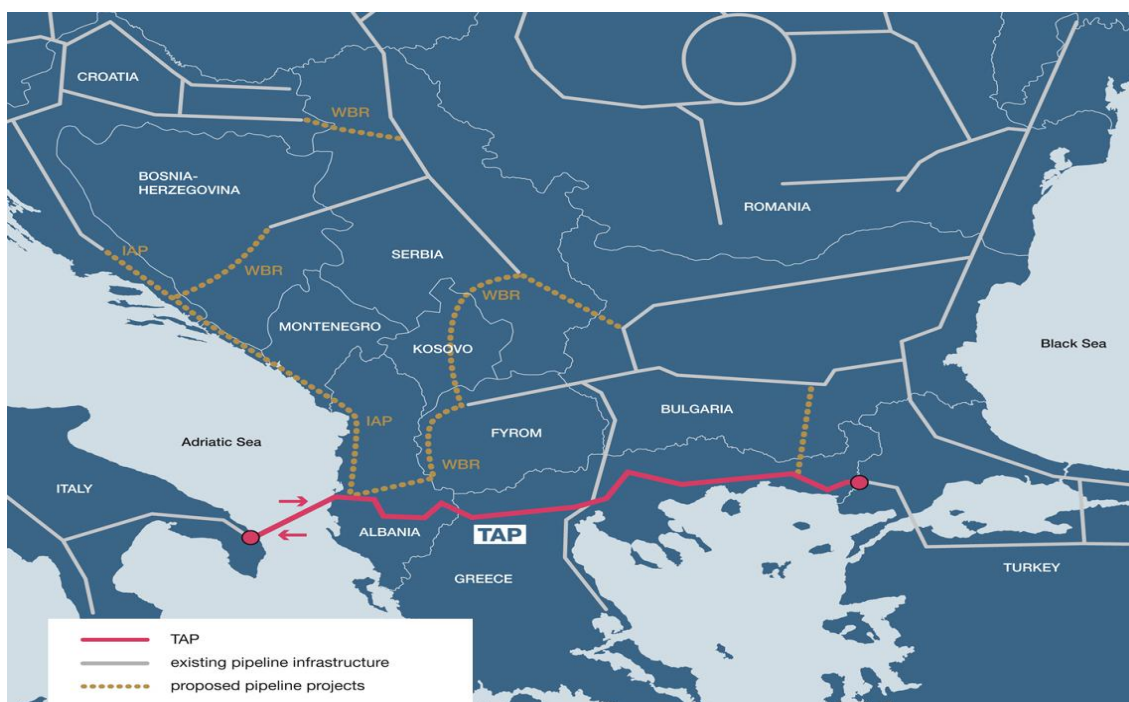 CROATIA
WBR
BOSNIA-
HERZEGOVINA
ROMANIA
IAP
SERBIA
WBR
WBR
MONTENEGRO
KOSOVO
Black Sea
BULGARIA
IAP
FYROM
Adriatic Sea
WBR
ITALY
ALBANIA
TAP
TURKEY
GREECE
TAP
existing pipeline infrastructure
proposed pipeline projects